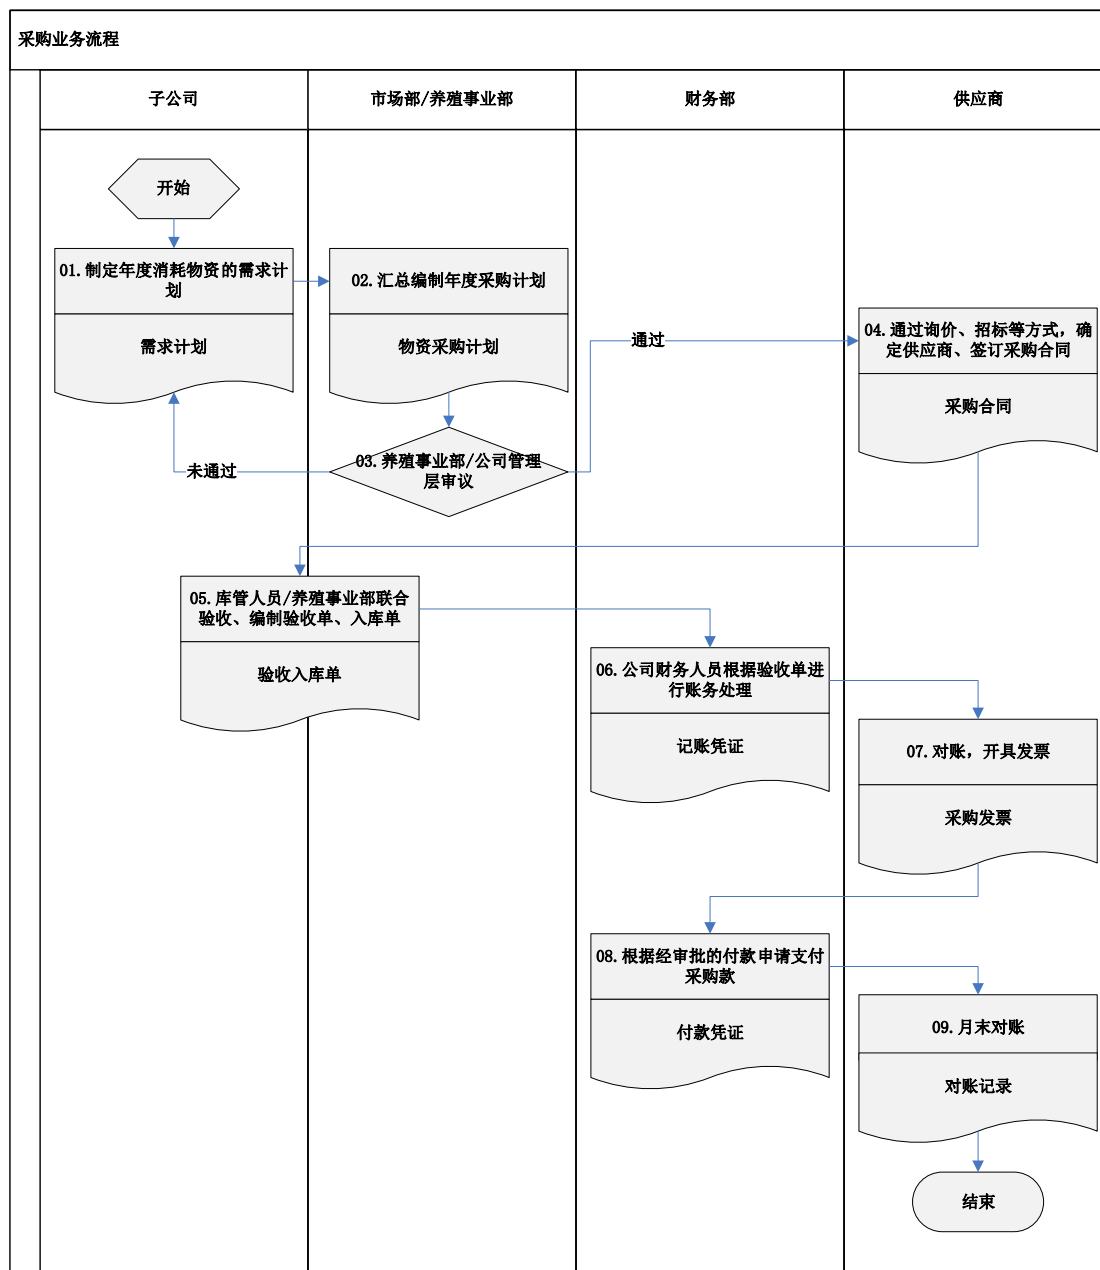 采购业务流程
子公司
市场部/养殖事业部
财务部
供应商
开始
01.制定年度消耗物资的需求计
划
需求计划
02.汇总编制年度采购计划
物资采购计划
通过
04.通过询价、招标等方式，确
定供应商、签订采购合同
采购合同
03.养殖事业部/公司管理
层审议
未通过
05.库管人员/养殖事业部联合
验收、编制验收单、入库单
验收入库单
06.公司财务人员根据验收单进
行账务处理
记账凭证
07.对账，开具发票
采购发票
08.根据经审批的付款申请支付
采购款
付款凭证
09.月末对账
对账记录
结束